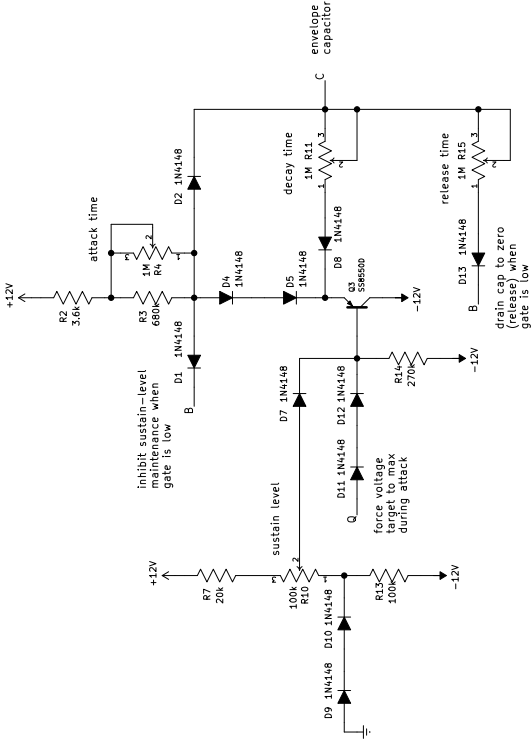 +12V
R2
3.6k
attack time
R3
680k
3
2
1M
R4
1
B
D1
1N4148
D2 1N4148
inhibit sustain-level
maintenance when
gate is low
D4
1N4148
D5
1N4148
C
envelope
capacitor
decay time
D8
1N4148
1
1M R11
3
2
Q3
SS8550D
-12V
release time
B
D13
1N4148
1
1M R15
3
2
drain cap to zero
(release) when
gate is low
D7 1N4148
D12 1N4148
R14
270k
-12V
Q
D11 1N4148
force voltage
target to max
during attack
sustain level
+12V
R7
20k
3
2
100k
R10
1
D9 1N4148
D10 1N4148
R13
100k
-12V